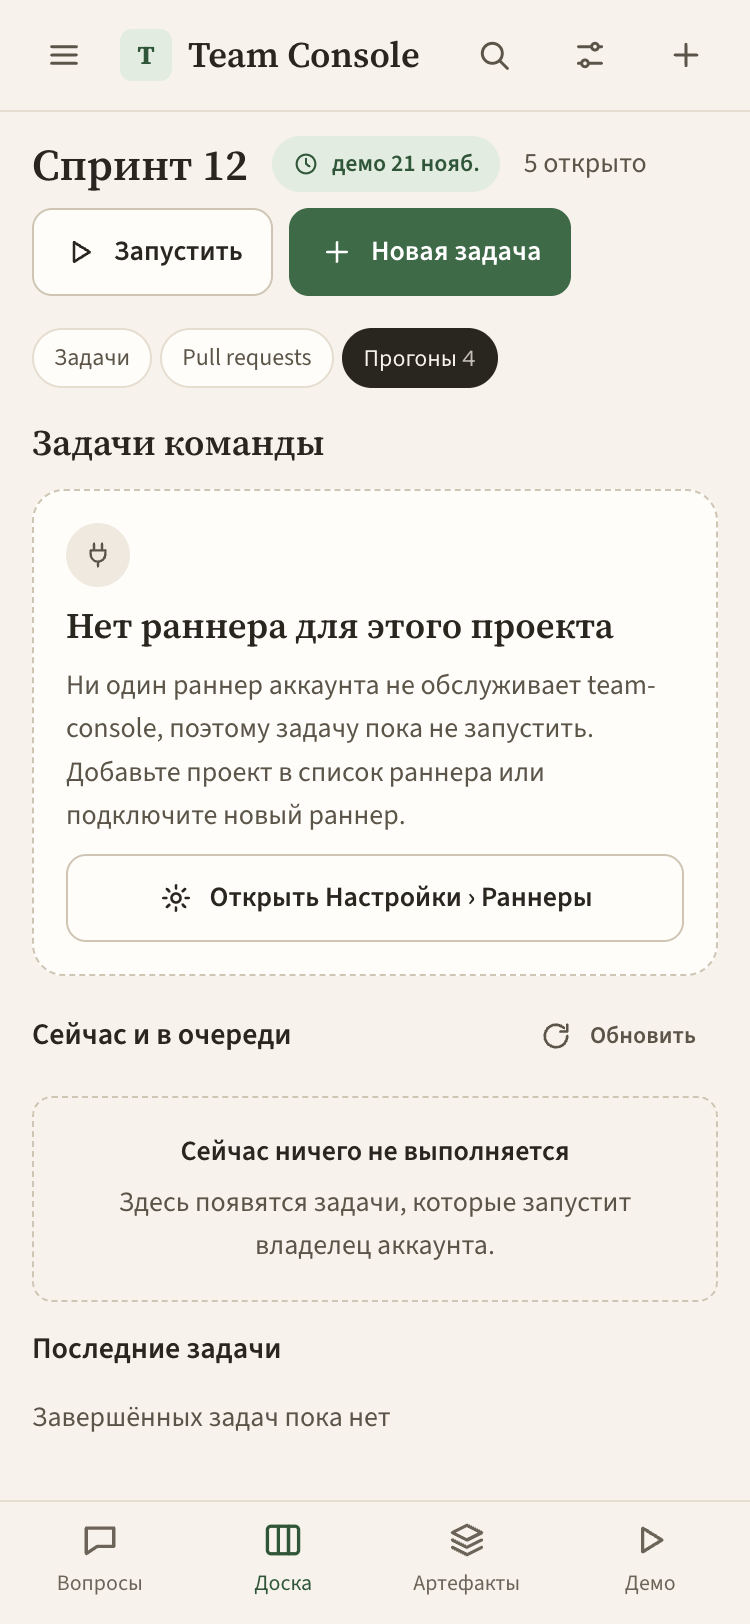 T Team Console
Спринт 12 демо 21 нояб. 5 открыто
Запустить Новая задача
Задачи Pull requests Прогоны 4
Задачи команды
Нет раннера для этого проекта
Ни один раннер аккаунта не обслуживает team-
console, поэтому задачу пока не запустить.
Добавьте проект в список раннера или
подключите новый раннер.
Открыть Настройки › Раннеры
Сейчас и в очереди Обновить
Сейчас ничего не выполняется
Здесь появятся задачи, которые запустит
владелец аккаунта.
Последние задачи
Завершённых задач пока нет
Вопросы Доска Артефакты Демо